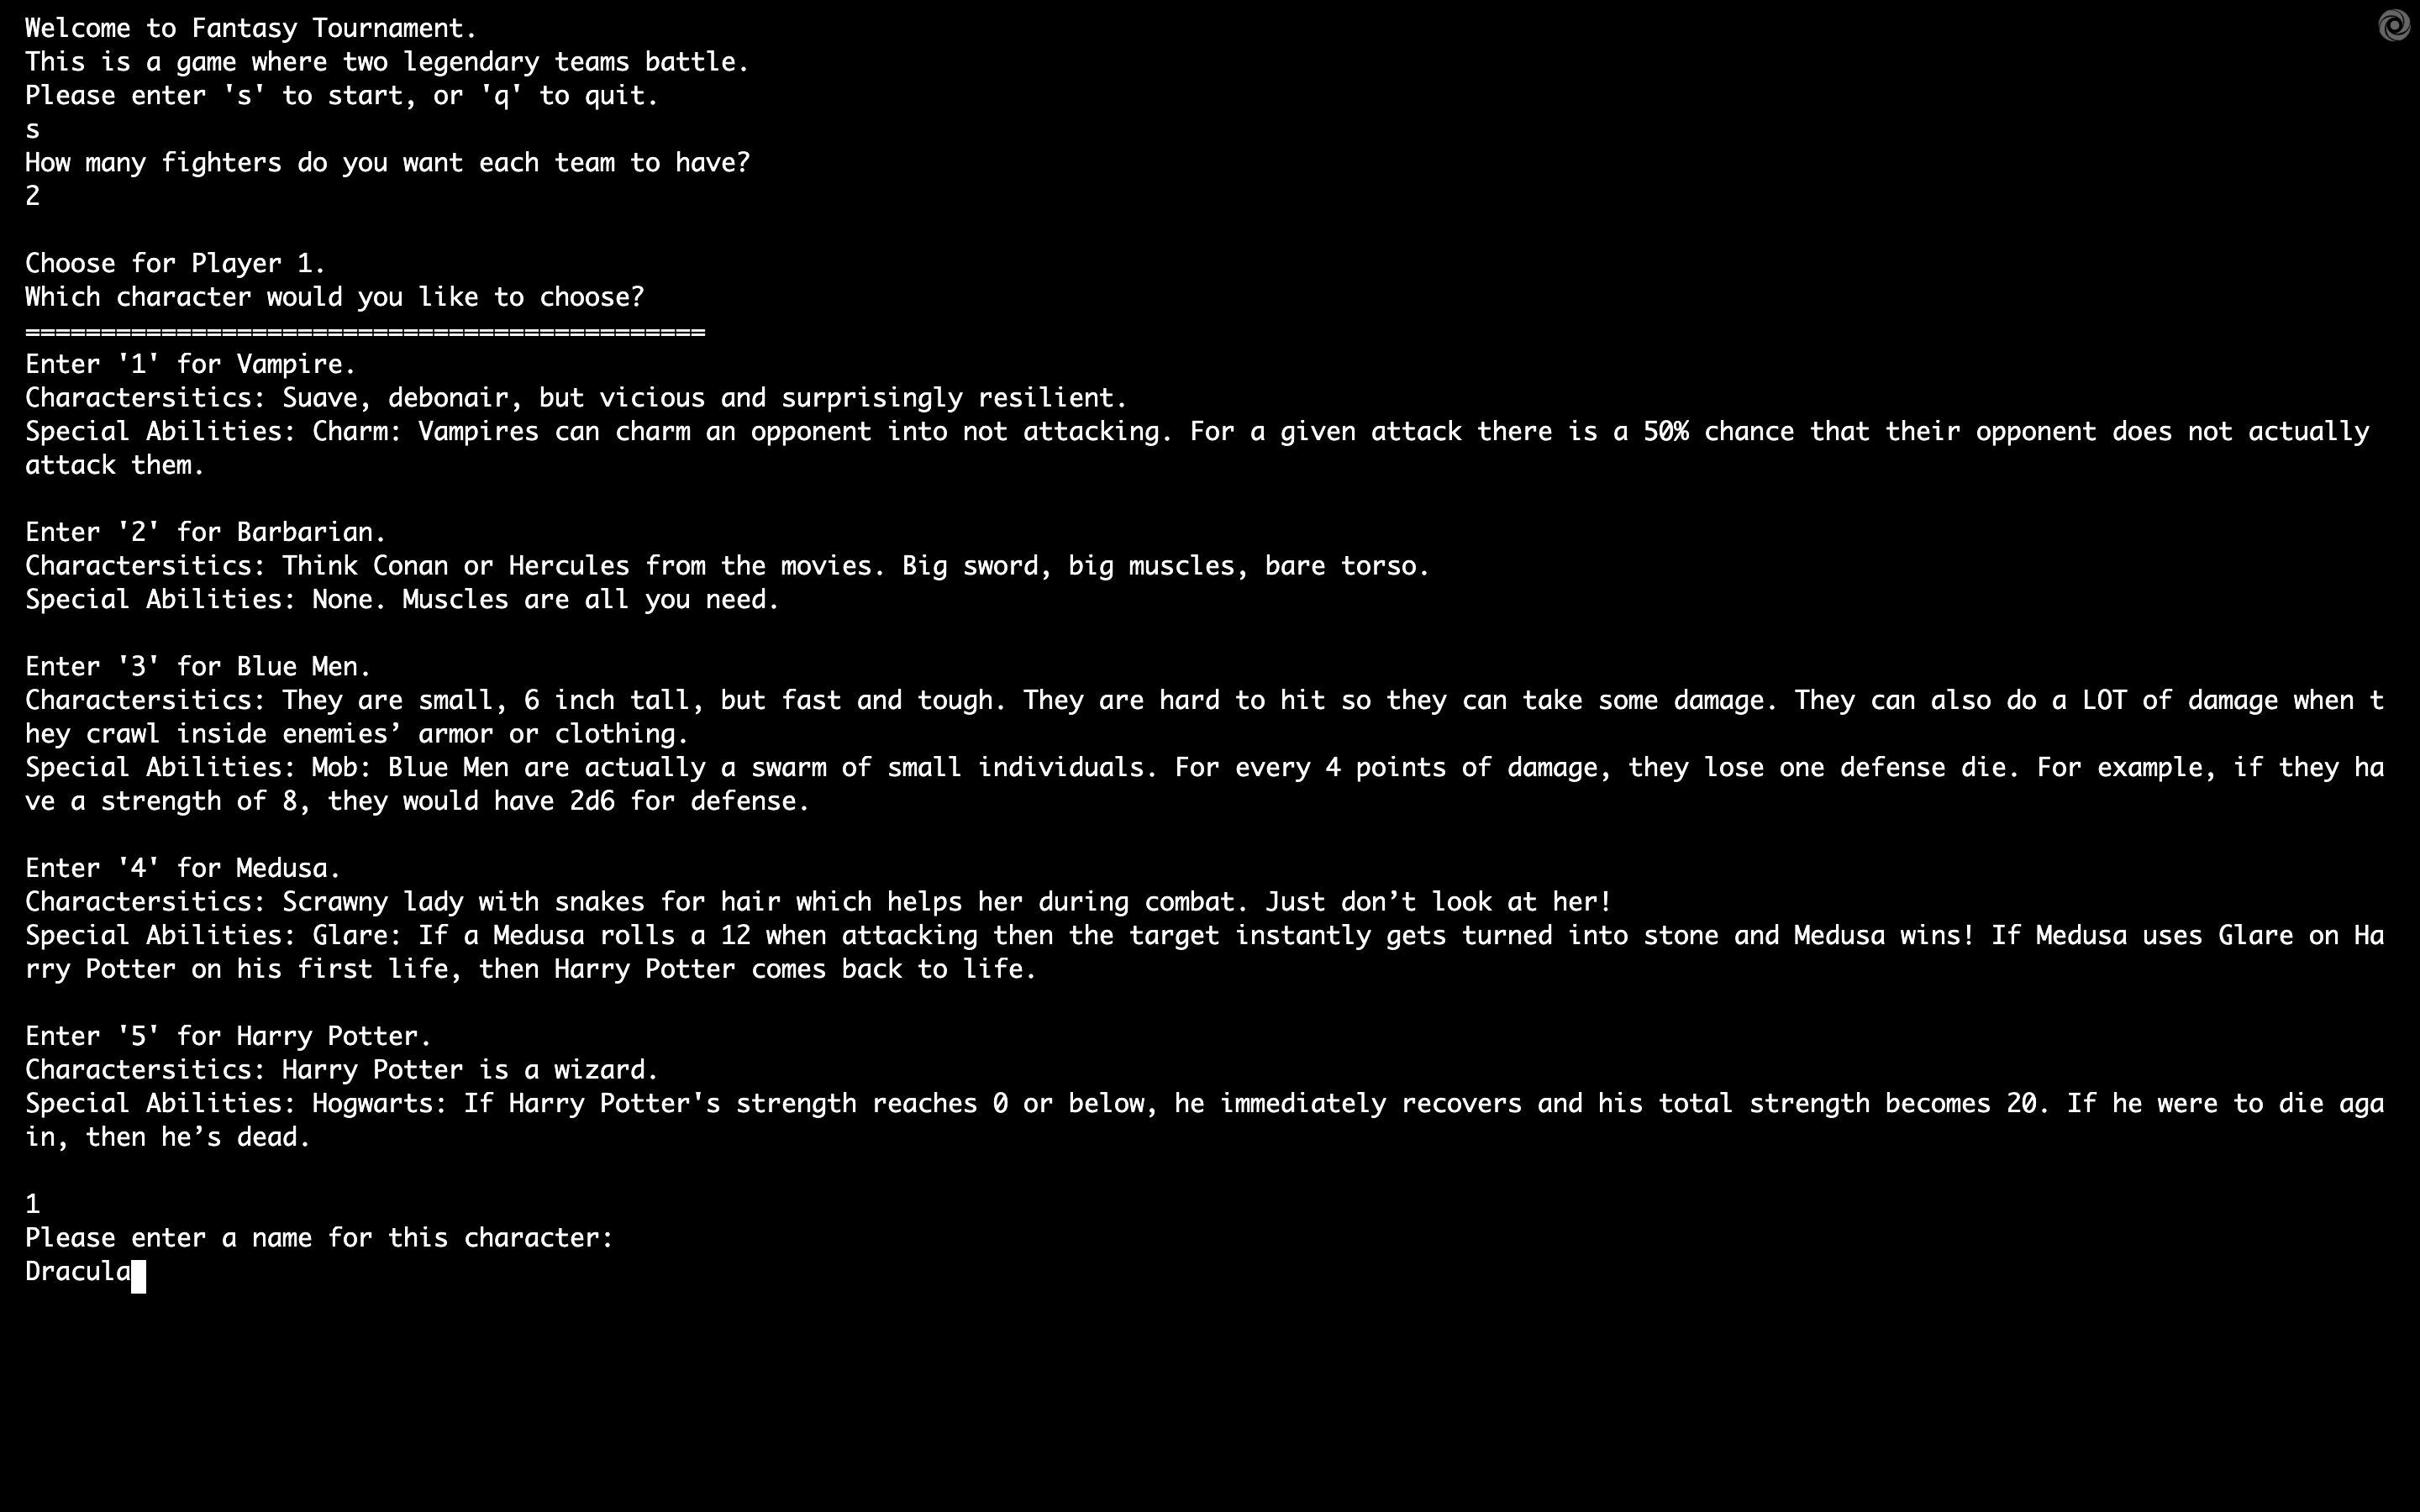 Welcome to Fantasy Tournament.
This is a game where two legendary teams battle.
Please enter 's' to start, or 'q' to quit.
s
How many fighters do you want each team to have?
2
Choose for Player 1.
Which character would you like to choose?
=============================================
Enter '1' for Vampire.
Charactersitics: Suave, debonair, but vicious and surprisingly resilient.
Special Abilities: Charm: Vampires can charm an opponent into not attacking. For a given attack there is a 50% chance that their opponent does not actually
attack them.
Enter '2' for Barbarian.
Charactersitics: Think Conan or Hercules from the movies. Big sword, big muscles, bare torso.
Special Abilities: None. Muscles are all you need.
Enter '3' for Blue Men.
Charactersitics: They are small, 6 inch tall, but fast and tough. They are hard to hit so they can take some damage. They can also do a LOT of damage when t
hey crawl inside enemies’ armor or clothing.
Special Abilities: Mob: Blue Men are actually a swarm of small individuals. For every 4 points of damage, they lose one defense die. For example, if they ha
ve a strength of 8, they would have 2d6 for defense.
Enter '4' for Medusa.
Charactersitics: Scrawny lady with snakes for hair which helps her during combat. Just don’t look at her!
Special Abilities: Glare: If a Medusa rolls a 12 when attacking then the target instantly gets turned into stone and Medusa wins! If Medusa uses Glare on Ha
rry Potter on his first life, then Harry Potter comes back to life.
Enter '5' for Harry Potter.
Charactersitics: Harry Potter is a wizard.
Special Abilities: Hogwarts: If Harry Potter's strength reaches 0 or below, he immediately recovers and his total strength becomes 20. If he were to die aga
in, then he’s dead.
1
Please enter a name for this character:
Dracula